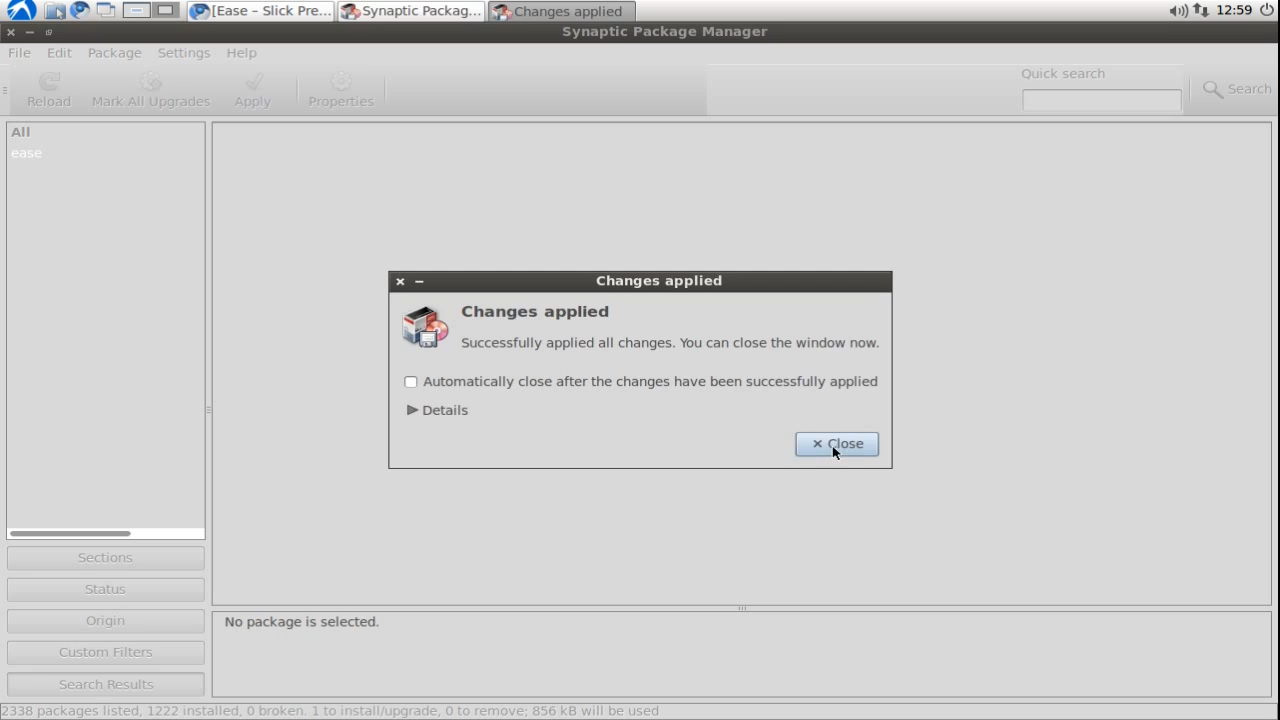 [Ease – Slick Pre...
Synaptic Packag...
Changes applied
12:59
Synaptic Package Manager
File Edit Package Settings Help
Reload
Mark All Upgrades
Apply
Properties
Quick search
Search
All
ease
Changes applied
Changes applied
Successfully applied all changes. You can close the window now.
Automatically close after the changes have been successfully applied
Details
Close
Sections
Status
Origin
Custom Filters
Search Results
No package is selected.
2338 packages listed, 1222 installed, 0 broken. 1 to install/upgrade, 0 to remove; 856 kB will be used